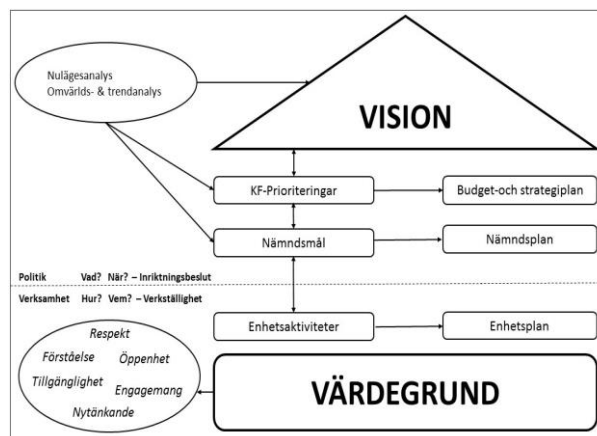 Nulägesanalys
Omvärlds- & trendanalys
VISION
KF-Prioriteringar
Budget-och strategiplan
Nämndsmål
Nämndsplan
Politik Vad? När? – Inriktningsbeslut
Verksamhet Hur? Vem? – Verkställighet
Enhetsaktiviteter
Enhetsplan
Respekt
Förståelse Öppenhet
Tillgänglighet Engagemang
Nytänkande
VÄRDEGRUND